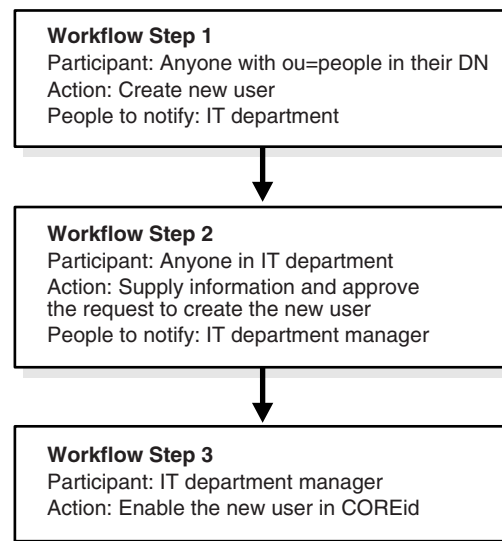 Workflow Step 1
Participant: Anyone with ou=people in their DN
Action: Create new user
People to notify: IT department
Workflow Step 2
Participant: Anyone in IT department
Action: Supply information and approve
the request to create the new user
People to notify: IT department manager
Workflow Step 3
Participant: IT department manager
Action: Enable the new user in COREid